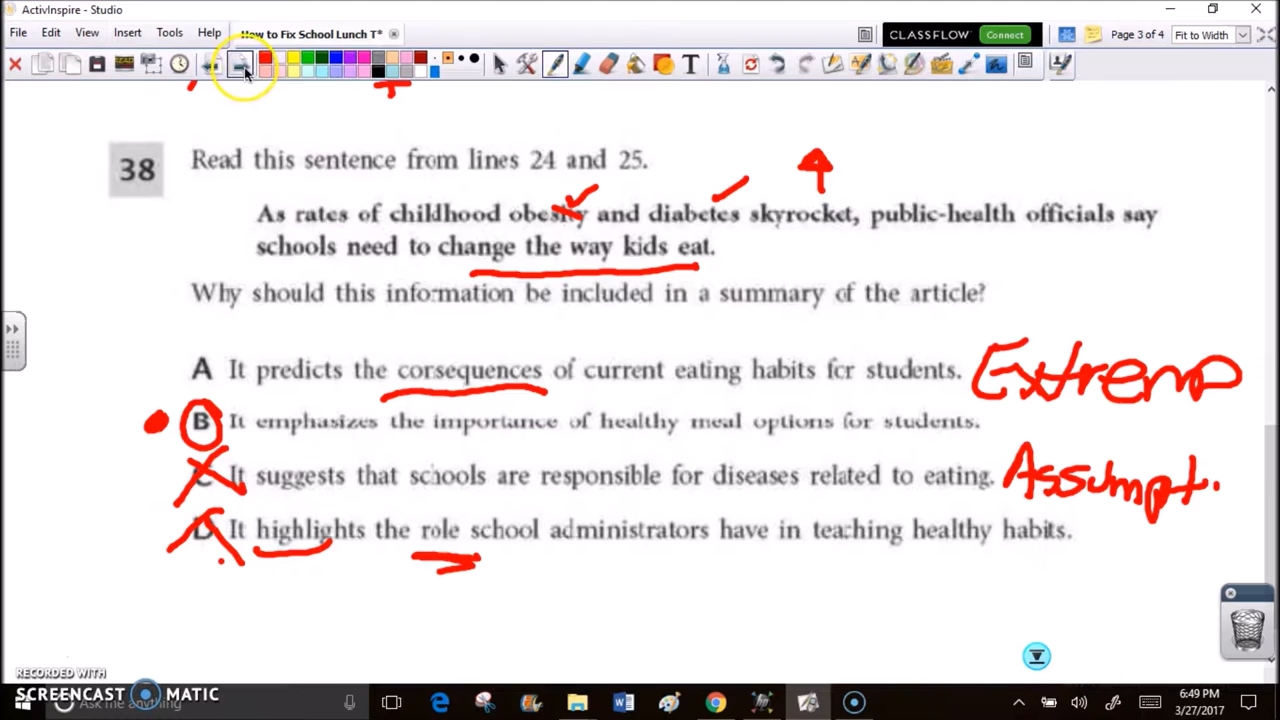 ActivInspire - Studio
File Edit View Insert Tools Help How to Fix School Lunch T* CLASSFLOW Connect Page 3 of 4 Fit to Width
38 Read this sentence from lines 24 and 25.
As rates of childhood obesity and diabetes skyrocket, public-health officials say
schools need to change the way kids eat.
Why should this information be included in a summary of the article?
A It predicts the consequences of current eating habits for students. Extreme
B It emphasizes the importance of healthy meal options for students.
C It suggests that schools are responsible for diseases related to eating. Assumpt.
D It highlights the role school administrators have in teaching healthy habits.
RECORDED WITH
SCREENCAST MATIC
Ask me anything
6:49 PM
3/27/2017